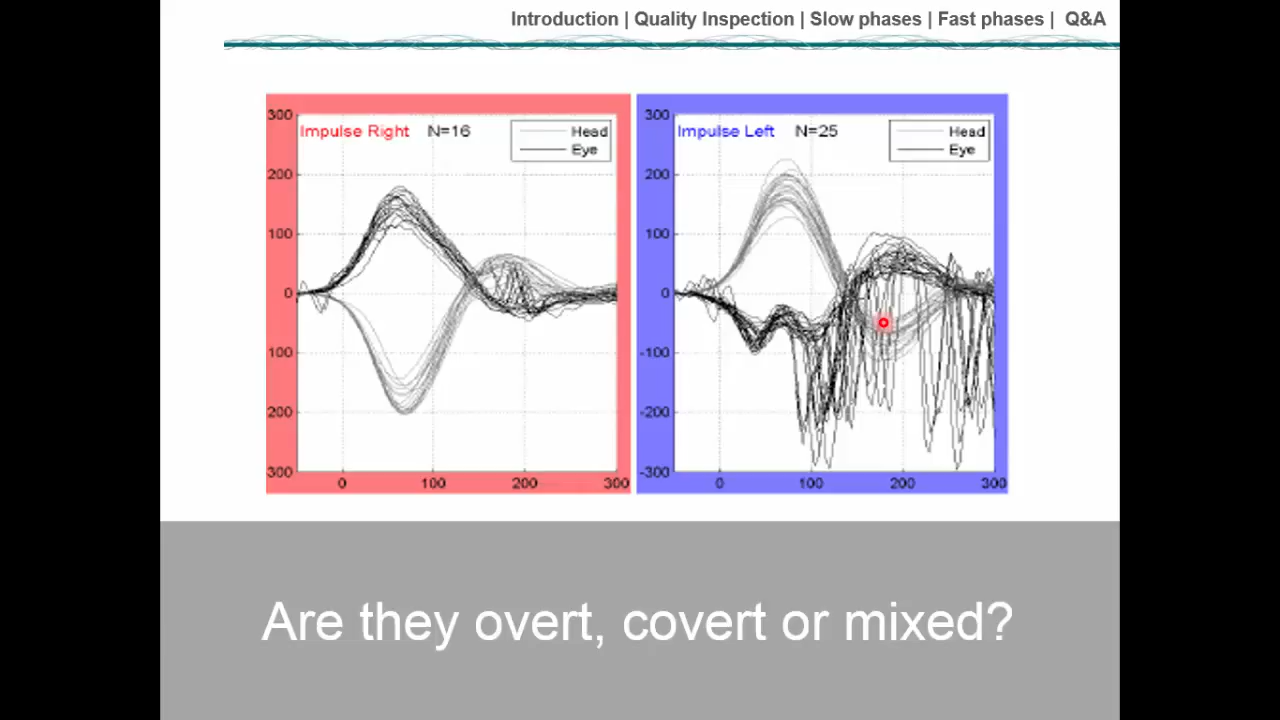 Introduction | Quality Inspection | Slow phases | Fast phases | Q&A
300
Impulse Right N=16
Head
Eye
200
100
0
100
200
300
0 100 200 300
300
Impulse Left N=25
Head
Eye
200
100
0
-100
-200
-300
0 100 200 300
Are they overt, covert or mixed?